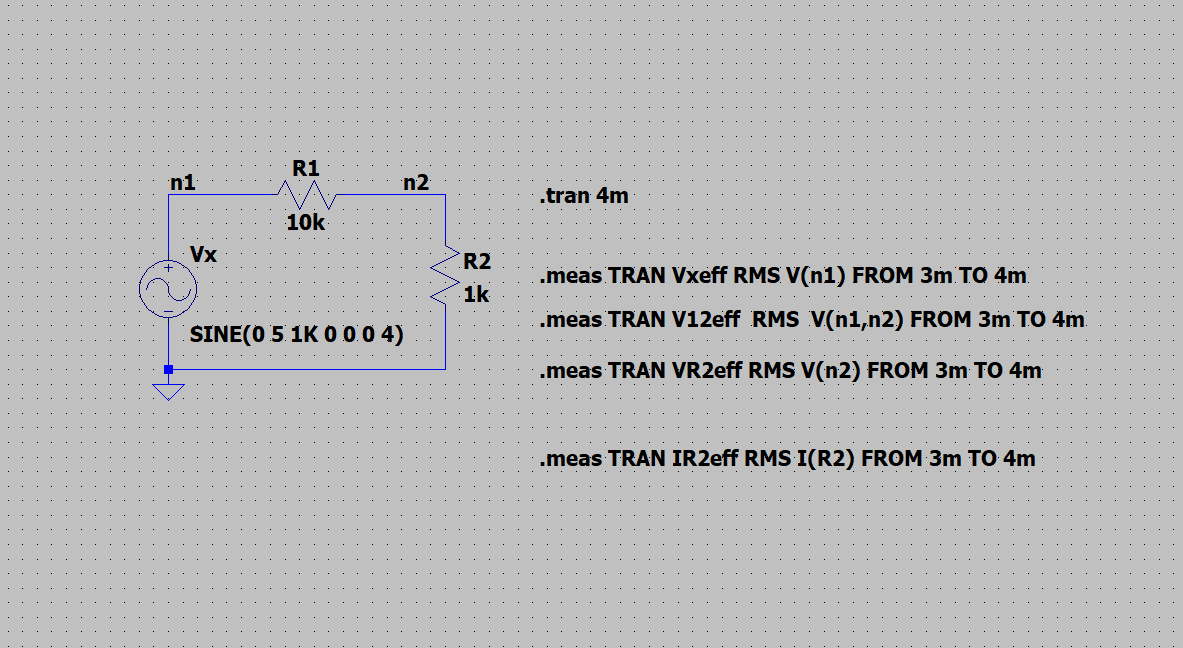 n1
R1
n2
10k
Vx
R2
1k
SINE(0 5 1K 0 0 0 4)
+
.tran 4m
.meas TRAN Vxeff RMS V(n1) FROM 3m TO 4m
.meas TRAN V12eff  RMS  V(n1,n2) FROM 3m TO 4m
.meas TRAN VR2eff RMS V(n2) FROM 3m TO 4m
.meas TRAN IR2eff RMS I(R2) FROM 3m TO 4m